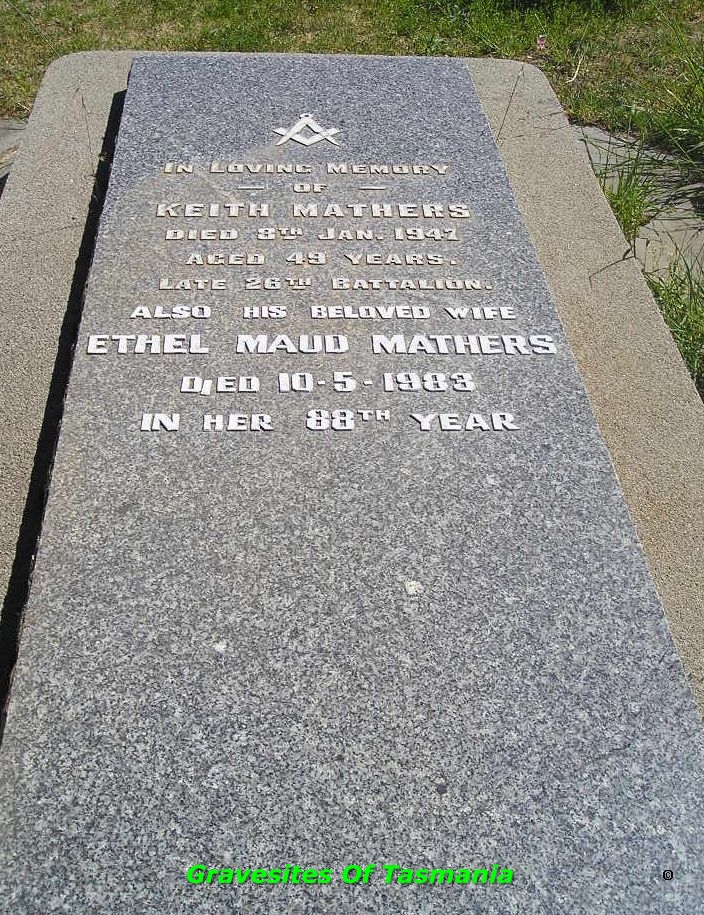 In Loving Memory
— OF —
KEITH MATHERS
DIED 8TH JAN. 1947
AGED 49 YEARS.
LATE 26TH BATTALION.
ALSO HIS BELOVED WIFE
ETHEL MAUD MATHERS
DIED 10-5-1983
IN HER 88TH YEAR
Gravesites Of Tasmania
©